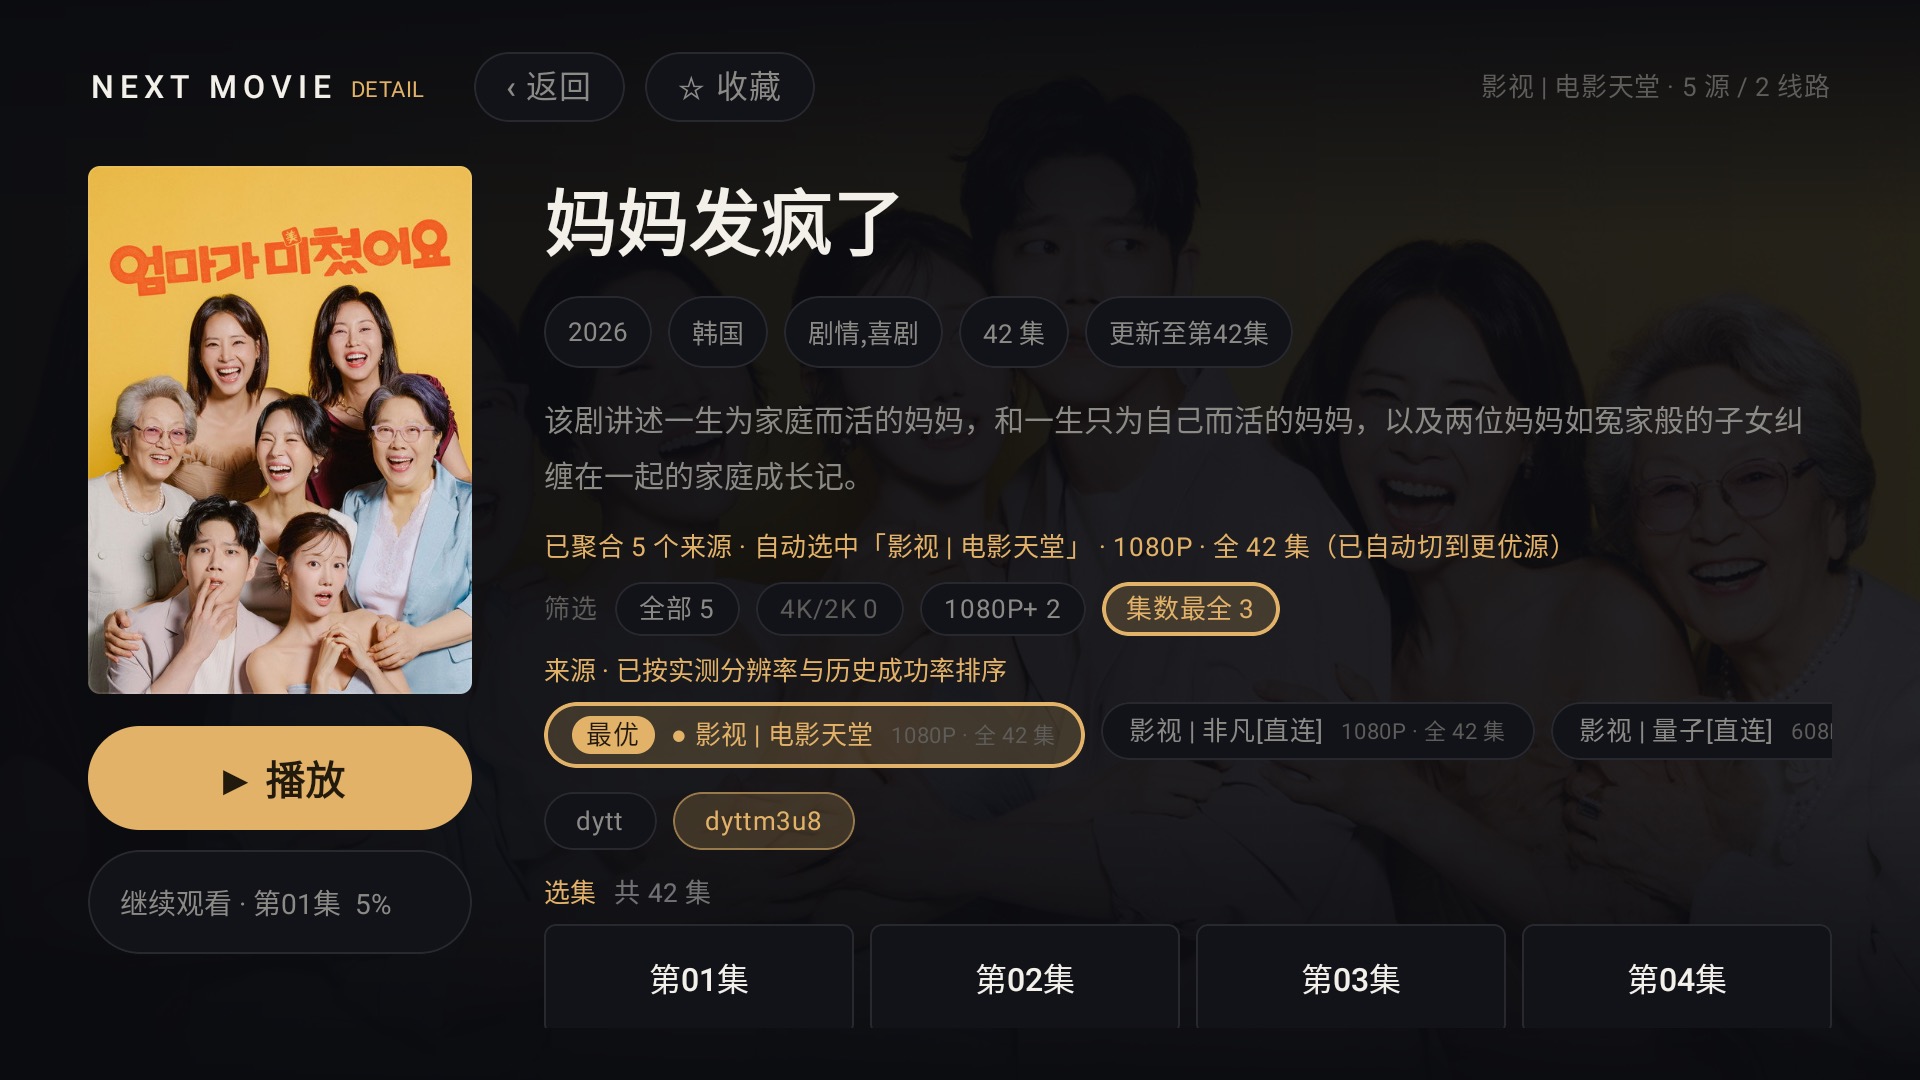 NEXT MOVIE DETAIL ‹ 返回 ☆ 收藏 影视 | 电影天堂 · 5 源 / 2 线路
엄마가 미쳤어요
美
妈妈发疯了
2026 韩国 剧情,喜剧 42 集 更新至第42集
该剧讲述一生为家庭而活的妈妈，和一生只为自己而活的妈妈，以及两位妈妈如冤家般的子女纠
缠在一起的家庭成长记。
已聚合 5 个来源 · 自动选中「影视 | 电影天堂」 · 1080P · 全 42 集（已自动切到更优源）
筛选 全部 5 4K/2K 0 1080P+ 2 集数最全 3
来源 · 已按实测分辨率与历史成功率排序
最优 ● 影视 | 电影天堂 1080P · 全 42 集 影视 | 非凡[直连] 1080P · 全 42 集 影视 | 量子[直连] 608
▶ 播放
dytt dyttm3u8
继续观看 · 第01集 5%
选集 共 42 集
第01集 第02集 第03集 第04集